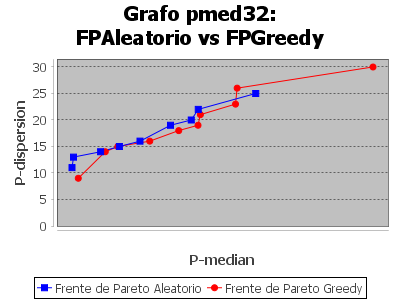 Grafo pmed32:
FPAleatorio vs FPGreedy
30
25
20
15
10
5
0
P-dispersion
P-median
Frente de Pareto Aleatorio Frente de Pareto Greedy